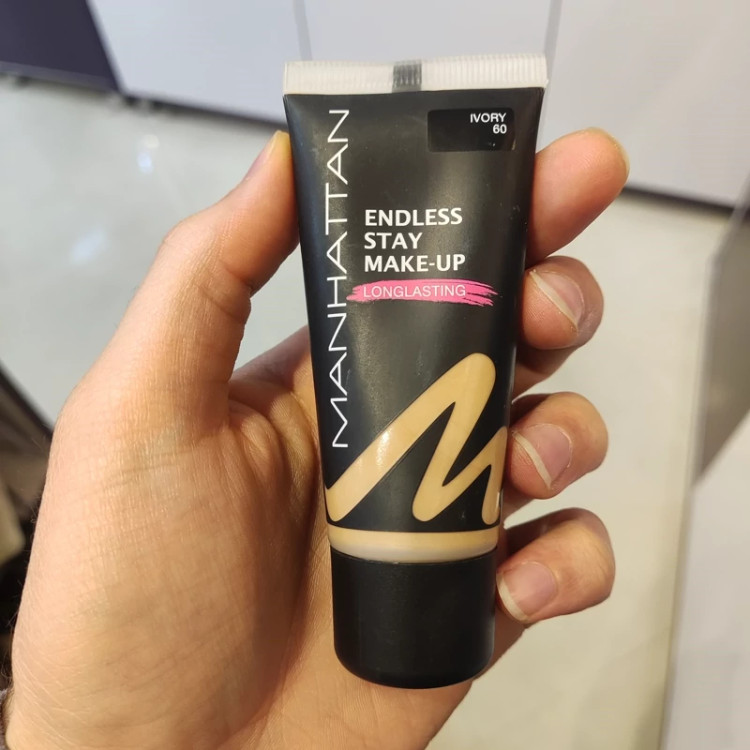 IVORY
60
MANHATTAN
ENDLESS
STAY
MAKE-UP
LONGLASTING